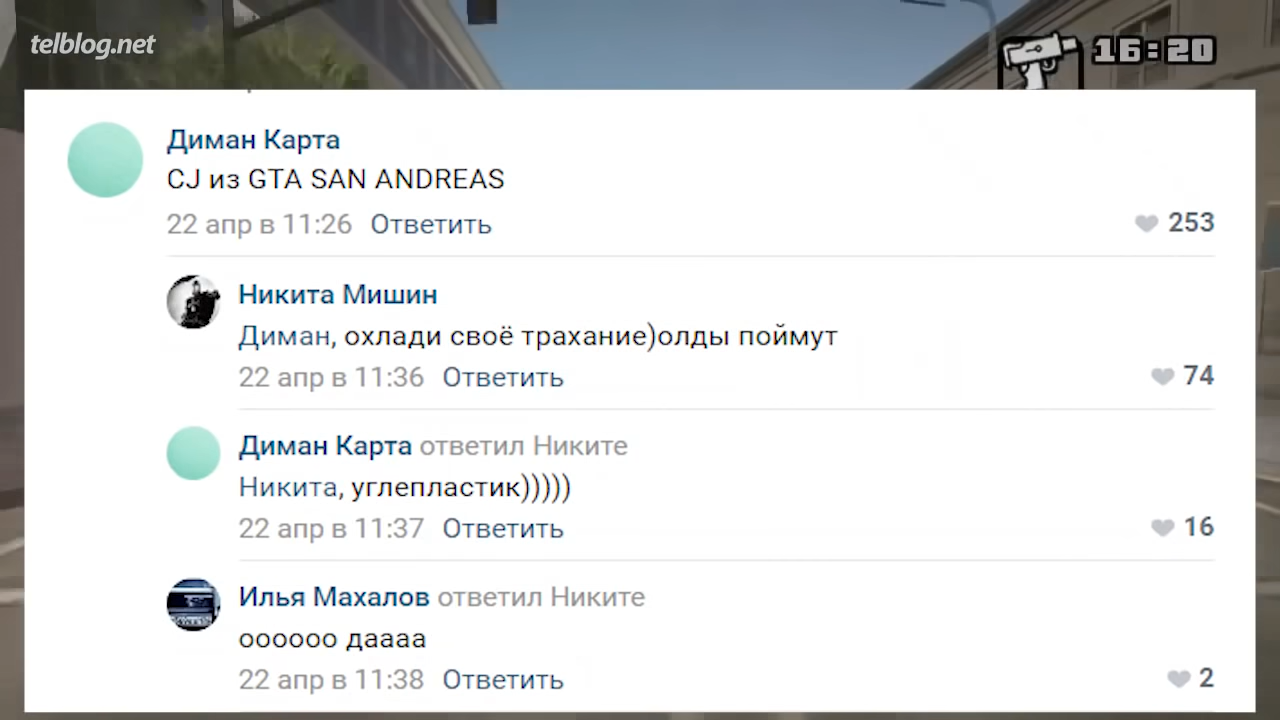 telblog.net
16:20
Диман Карта
CJ из GTA SAN ANDREAS
22 апр в 11:26 Ответить 253
Никита Мишин
Диман, охлади своё трахание)олды поймут
22 апр в 11:36 Ответить 74
Диман Карта ответил Никите
Никита, углепластик)))))
22 апр в 11:37 Ответить 16
Илья Махалов ответил Никите
оооооо даааа
22 апр в 11:38 Ответить 2